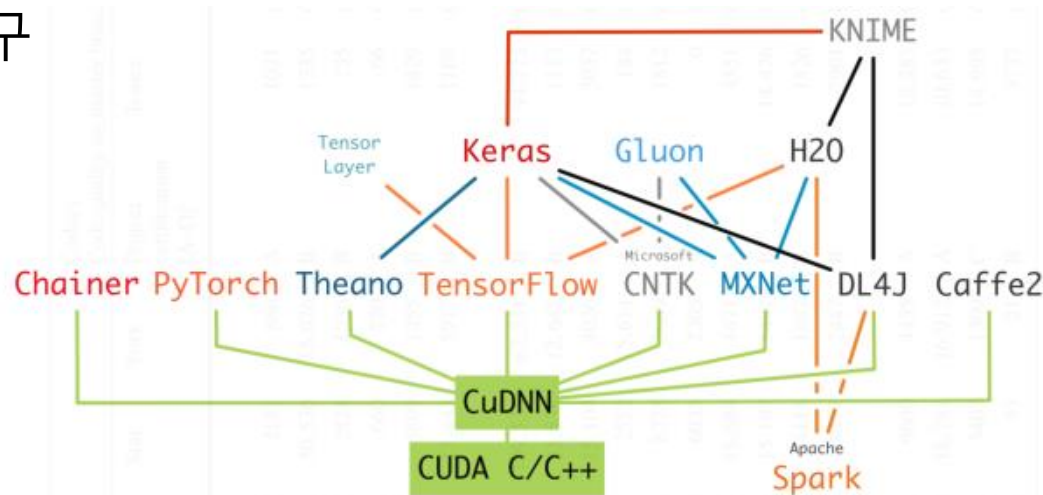 구
KNIME
Tensor
Layer
Keras
Gluon
H2O
Chainer
PyTorch
Theano
TensorFlow
Microsoft
CNTK
MXNet
DL4J
Caffe2
CuDNN
CUDA C/C++
Apache
Spark